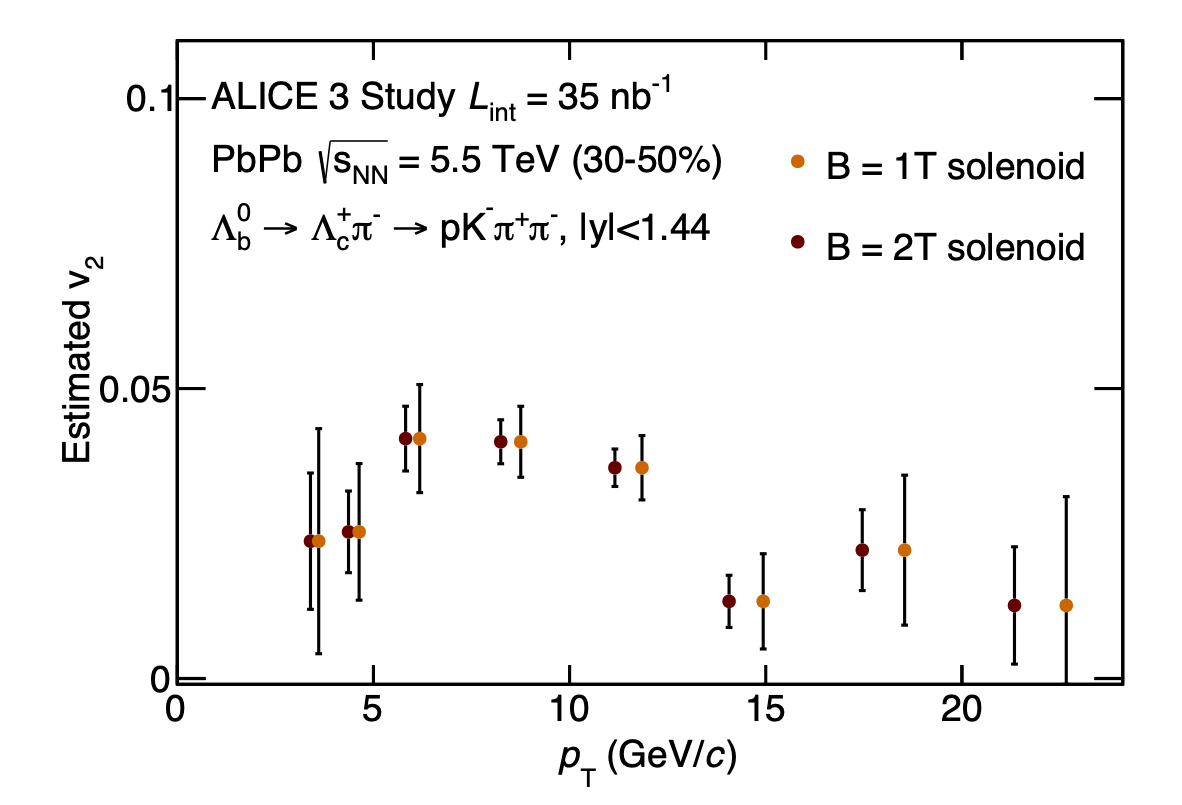 0.1
ALICE 3 Study L_int = 35 nb^-1
PbPb √s_NN = 5.5 TeV (30-50%)
Λ_b^0 → Λ_c^+ π^- → pK^- π^+ π^-, |y|<1.44
B = 1T solenoid
B = 2T solenoid
Estimated v_2
0.05
0
0 5 10 15 20
p_T (GeV/c)